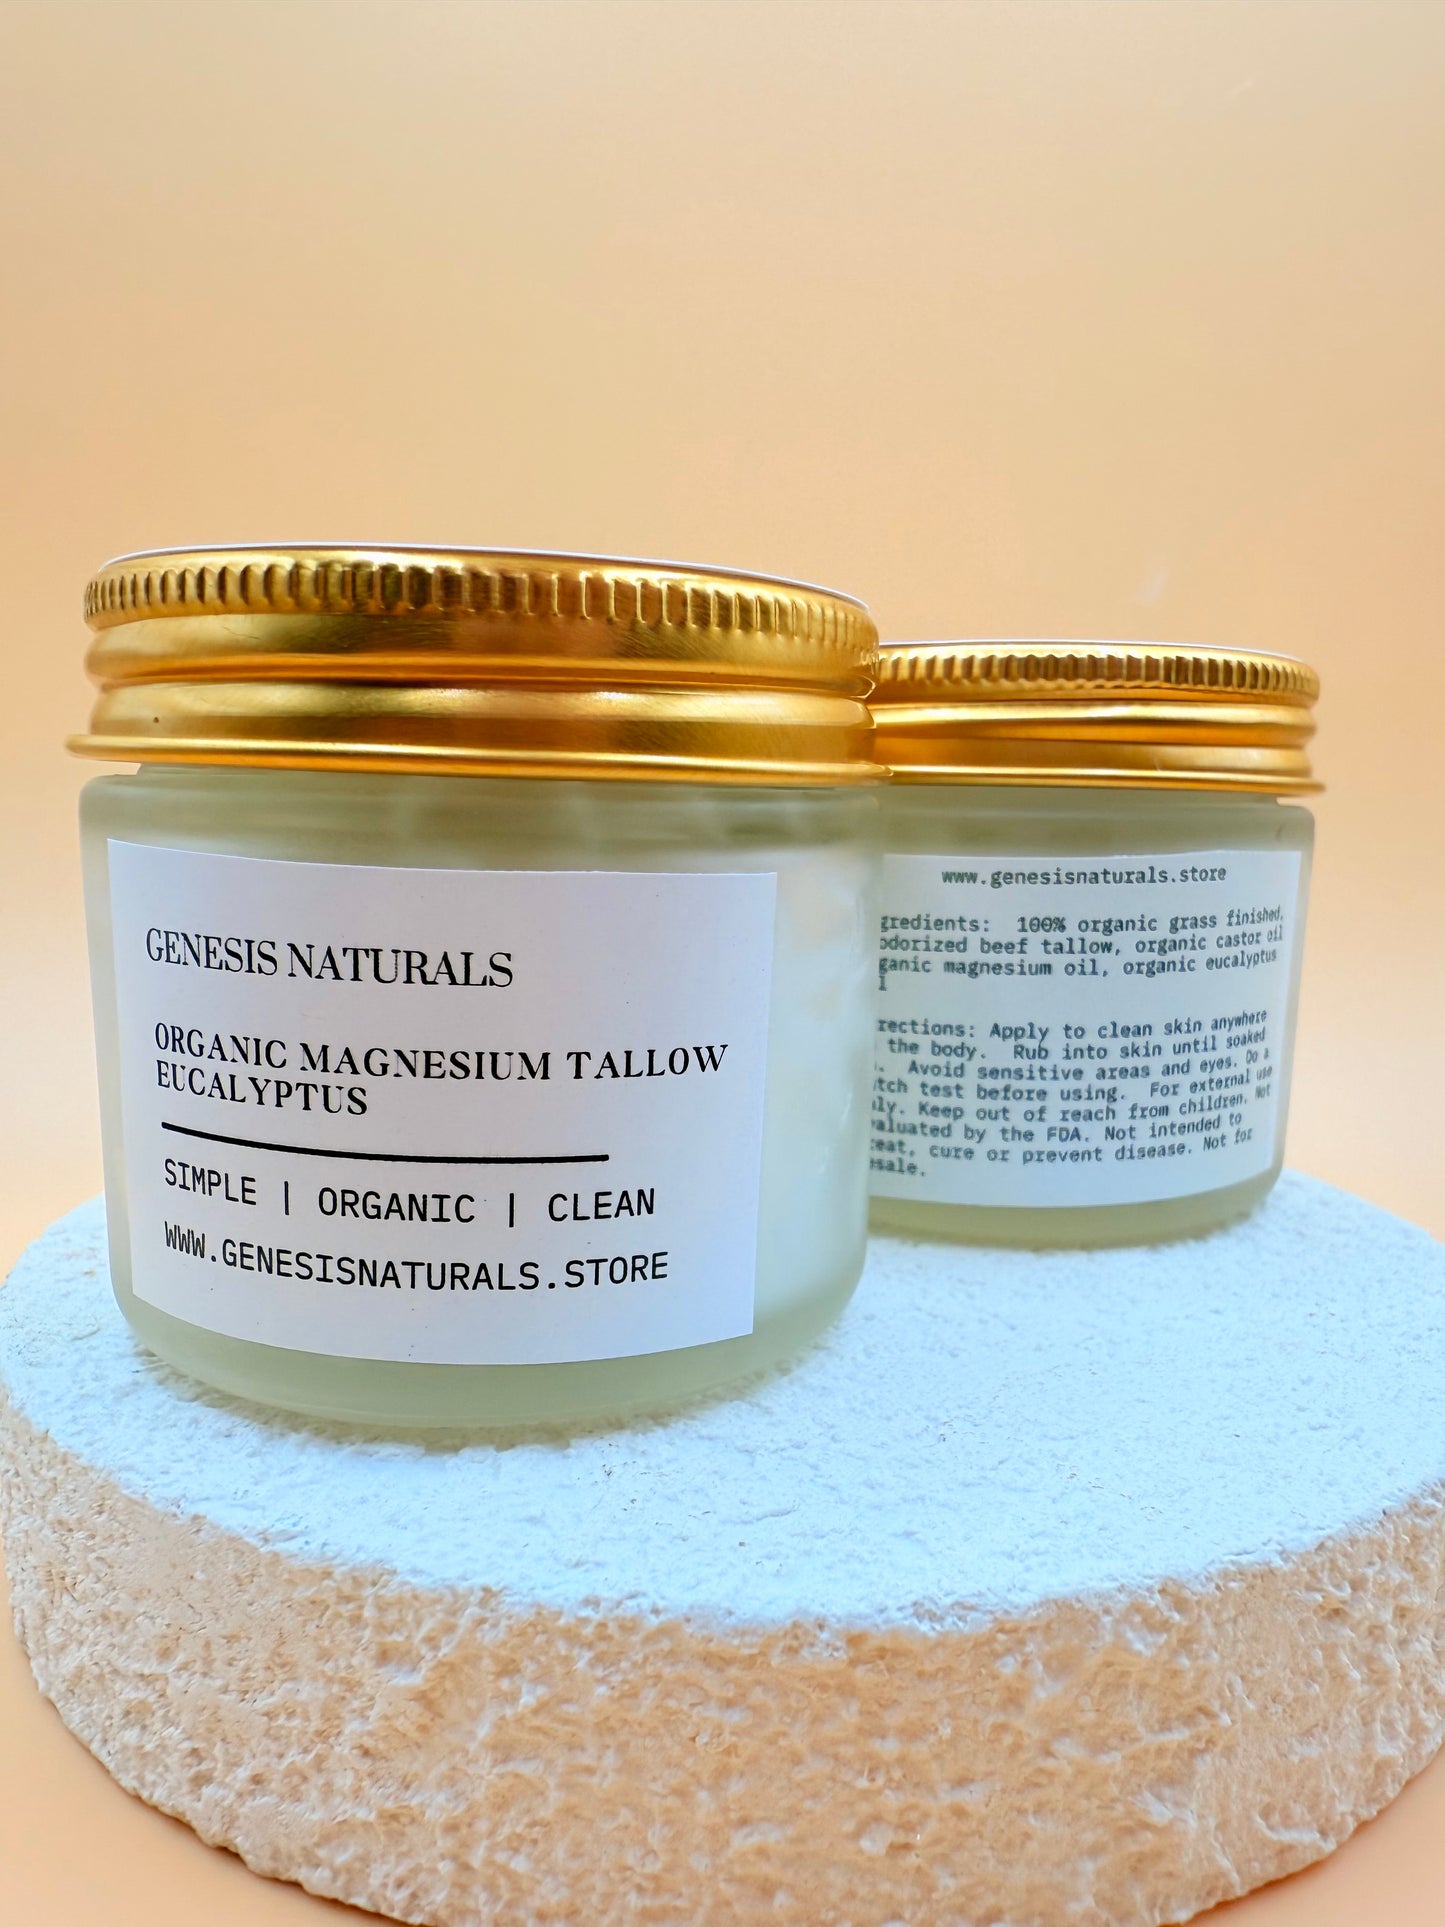 GENESIS NATURALS
ORGANIC MAGNESIUM TALLOW
EUCALYPTUS
SIMPLE | ORGANIC | CLEAN
WWW.GENESISNATURALS.STORE
www.genesisnaturals.store
gredients: 100% organic grass finished,
odorized beef tallow, organic castor oil
ganic magnesium oil, organic eucalyptus
l
rections: Apply to clean skin anywhere
the body. Rub into skin until soaked
. Avoid sensitive areas and eyes. Do a
tch test before using. For external use
ly. Keep out of reach from children. Not
aluated by the FDA. Not intended to
eat, cure or prevent disease. Not for
sale.